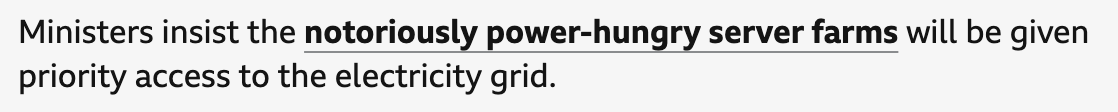 Ministers insist the notoriously power-hungry server farms will be given
priority access to the electricity grid.